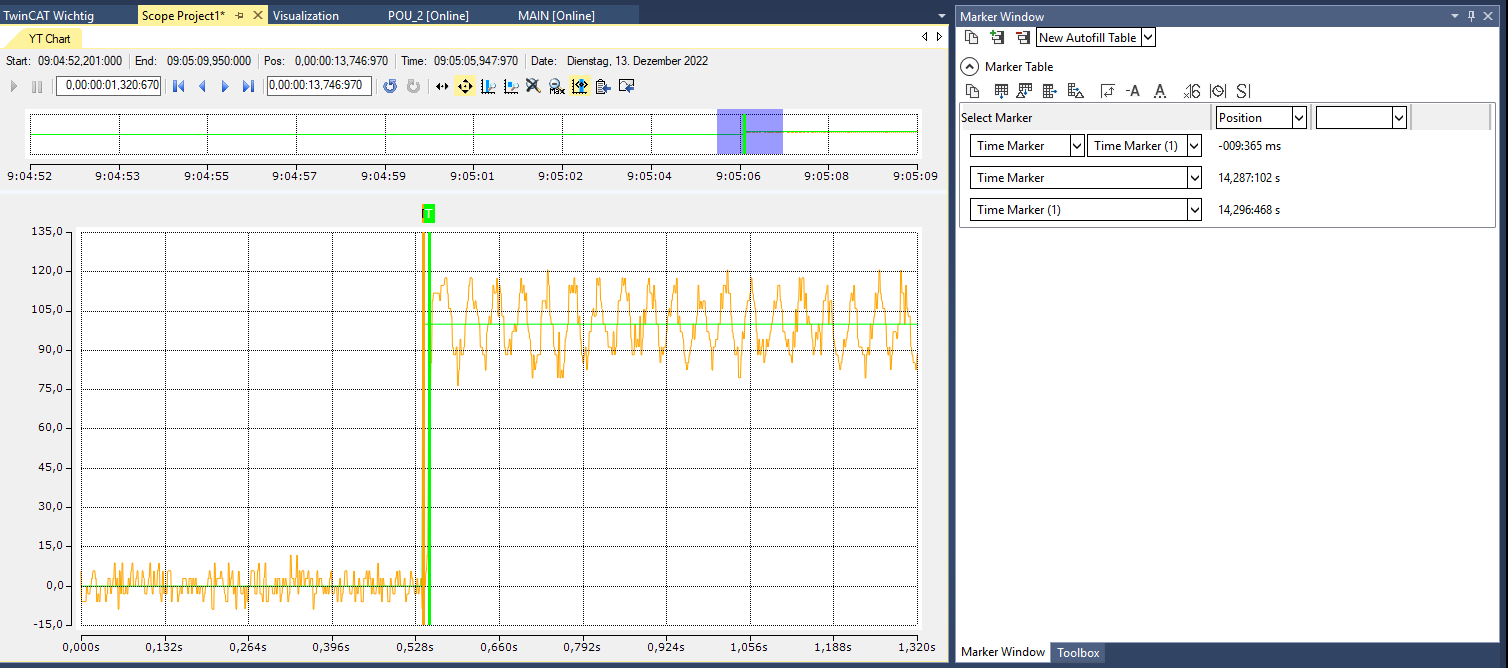 TwinCAT Wichtig Scope Project1* Visualization POU_2 [Online] MAIN [Online]
YT Chart
Start: 09:04:52,201:000 End: 09:05:09,950:000 Pos: 0,00:00:13,746:970 Time: 09:05:05,947:970 Date: Dienstag, 13. Dezember 2022
0,00:00:01,320:670 0,00:00:13,746:970
9:04:52 9:04:53 9:04:55 9:04:57 9:04:59 9:05:01 9:05:02 9:05:04 9:05:06 9:05:08 9:05:09
T
135,0
120,0
105,0
90,0
75,0
60,0
45,0
30,0
15,0
0,0
-15,0
0,000s 0,132s 0,264s 0,396s 0,528s 0,660s 0,792s 0,924s 1,056s 1,188s 1,320s
Marker Window
New Autofill Table
Marker Table
Select Marker Position
Time Marker Time Marker (1) -009:365 ms
Time Marker 14,287:102 s
Time Marker (1) 14,296:468 s
Marker Window Toolbox